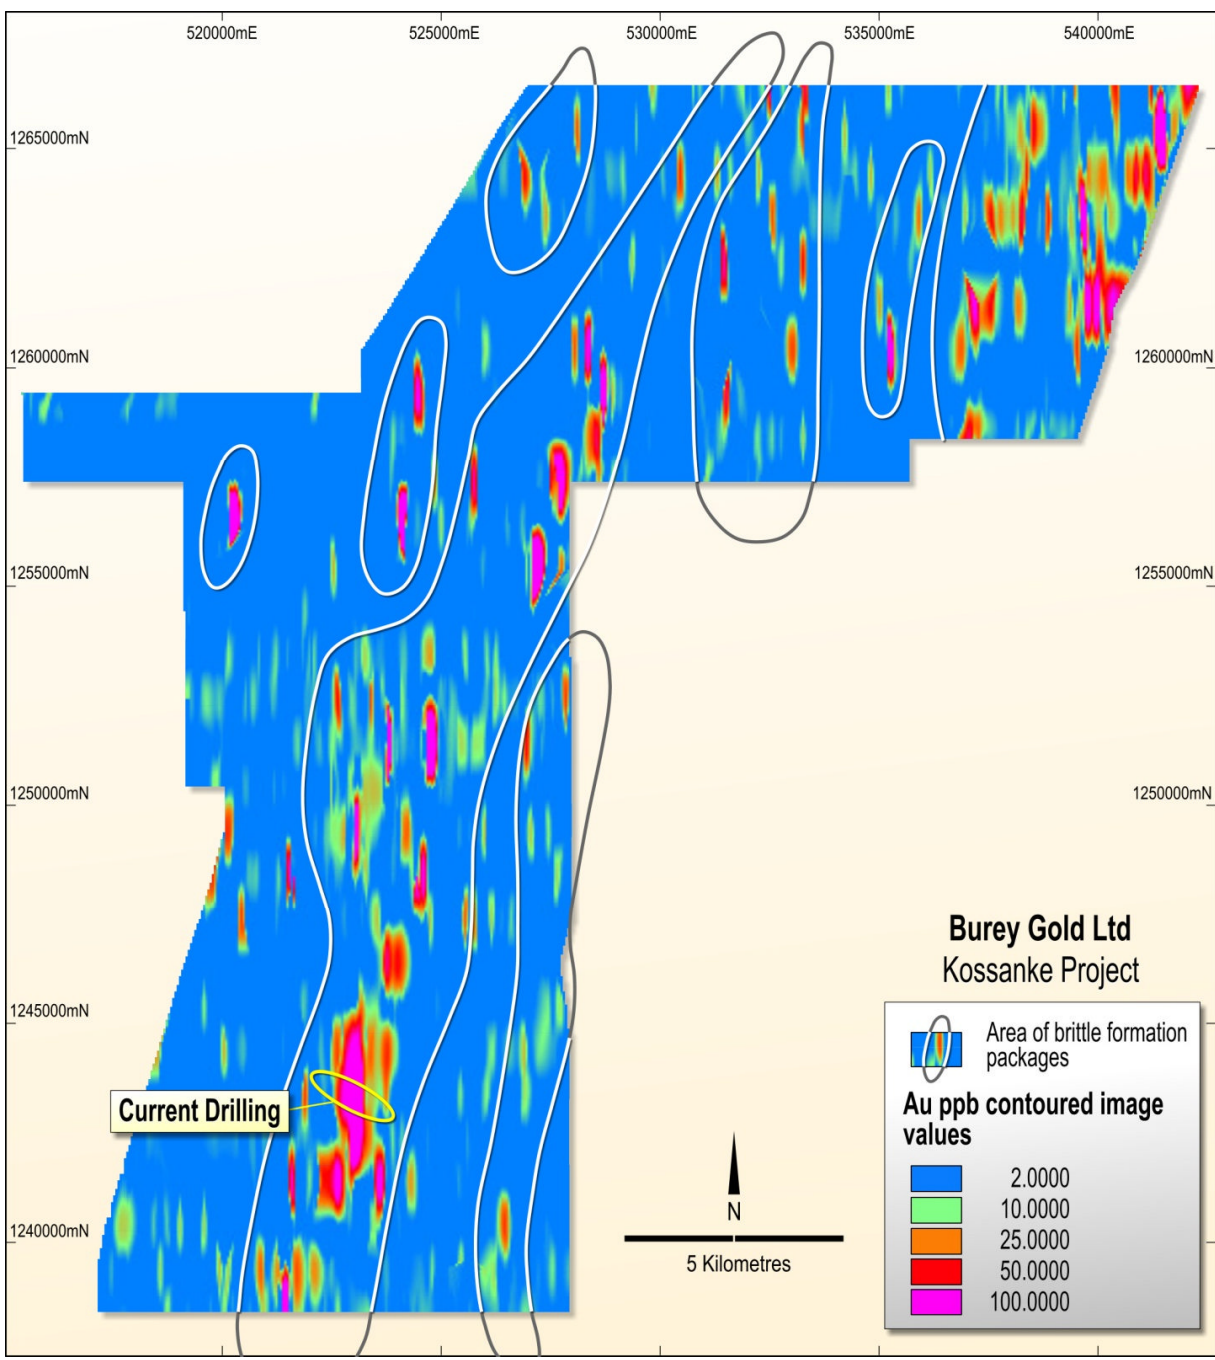 520000mE 525000mE 530000mE 535000mE 540000mE
1265000mN
1260000mN 1260000mN
1255000mN 1255000mN
1250000mN 1250000mN
Burey Gold Ltd
Kossanke Project
1245000mN
Area of brittle formation
packages
Current Drilling
Au ppb contoured image
values
2.0000
10.0000
N
1240000mN
25.0000
5 Kilometres
50.0000
100.0000